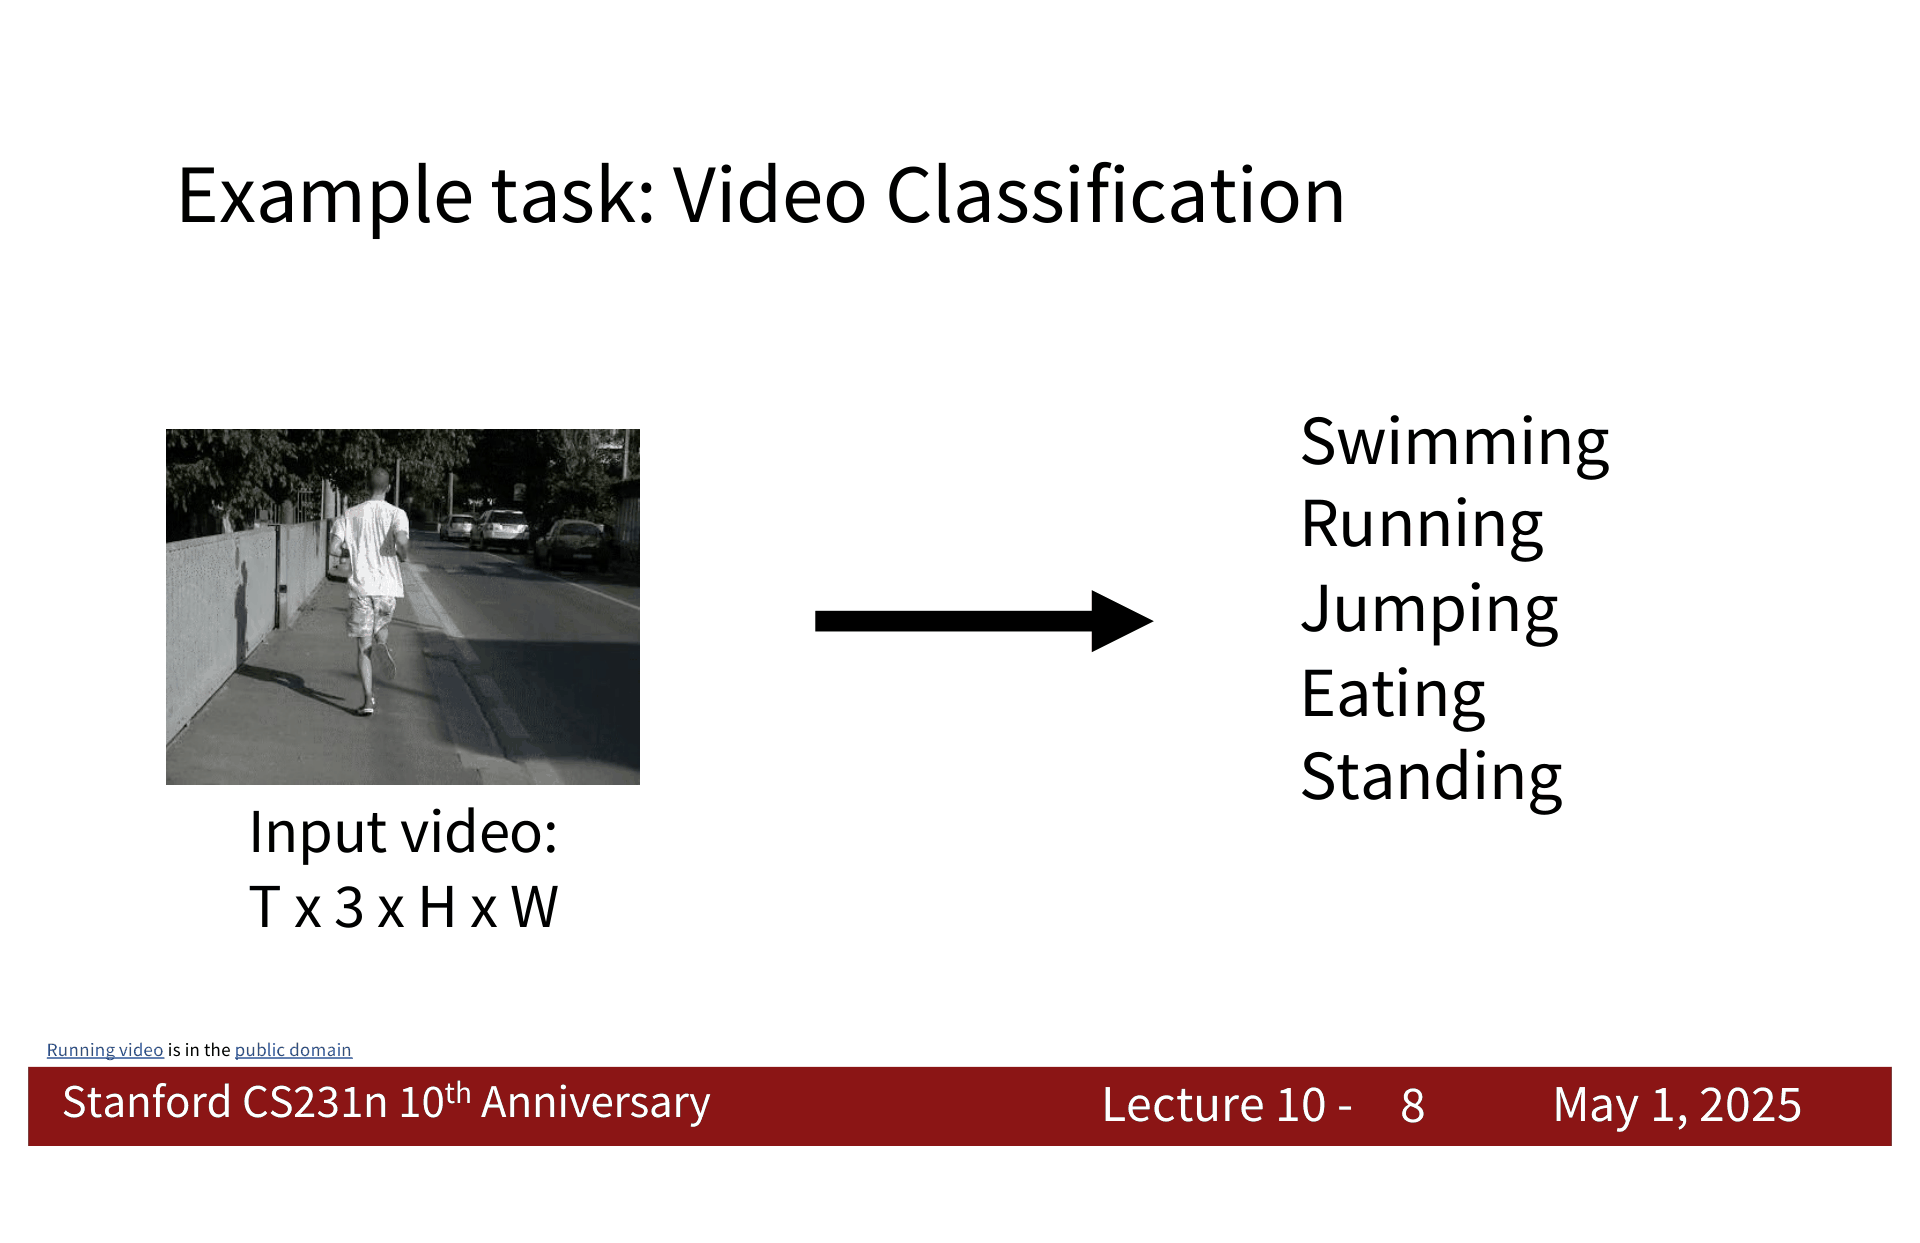 Example task: Video Classification
Swimming
Running
Jumping
Eating
Standing
Input video:
T x 3 x H x W
Running video is in the public domain
Stanford CS231n 10th Anniversary
Lecture 10 - 8
May 1, 2025